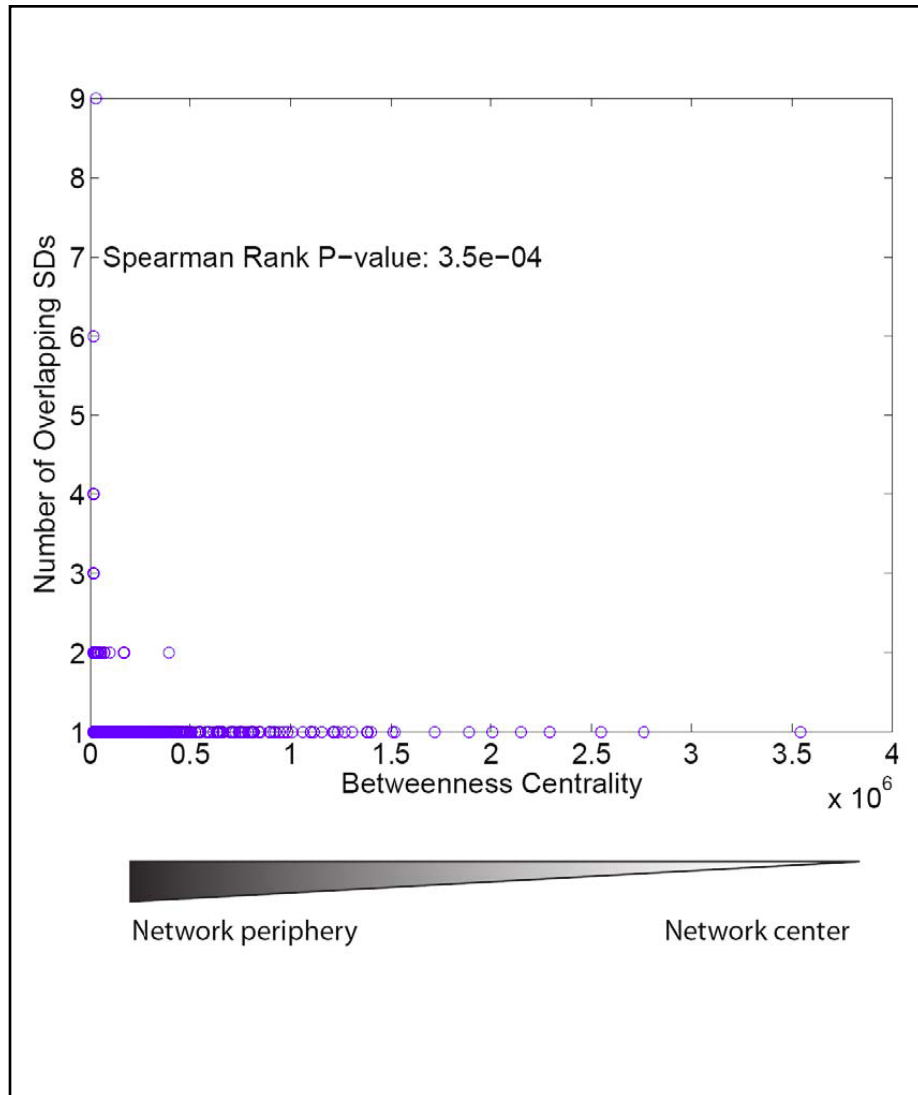 9
8
7
6
5
4
3
2
1
Number of Overlapping SDs
Spearman Rank P-value: 3.5e-04
0 0.5 1 1.5 2 2.5 3 3.5 4
Betweenness Centrality
x 10⁶
Network periphery
Network center